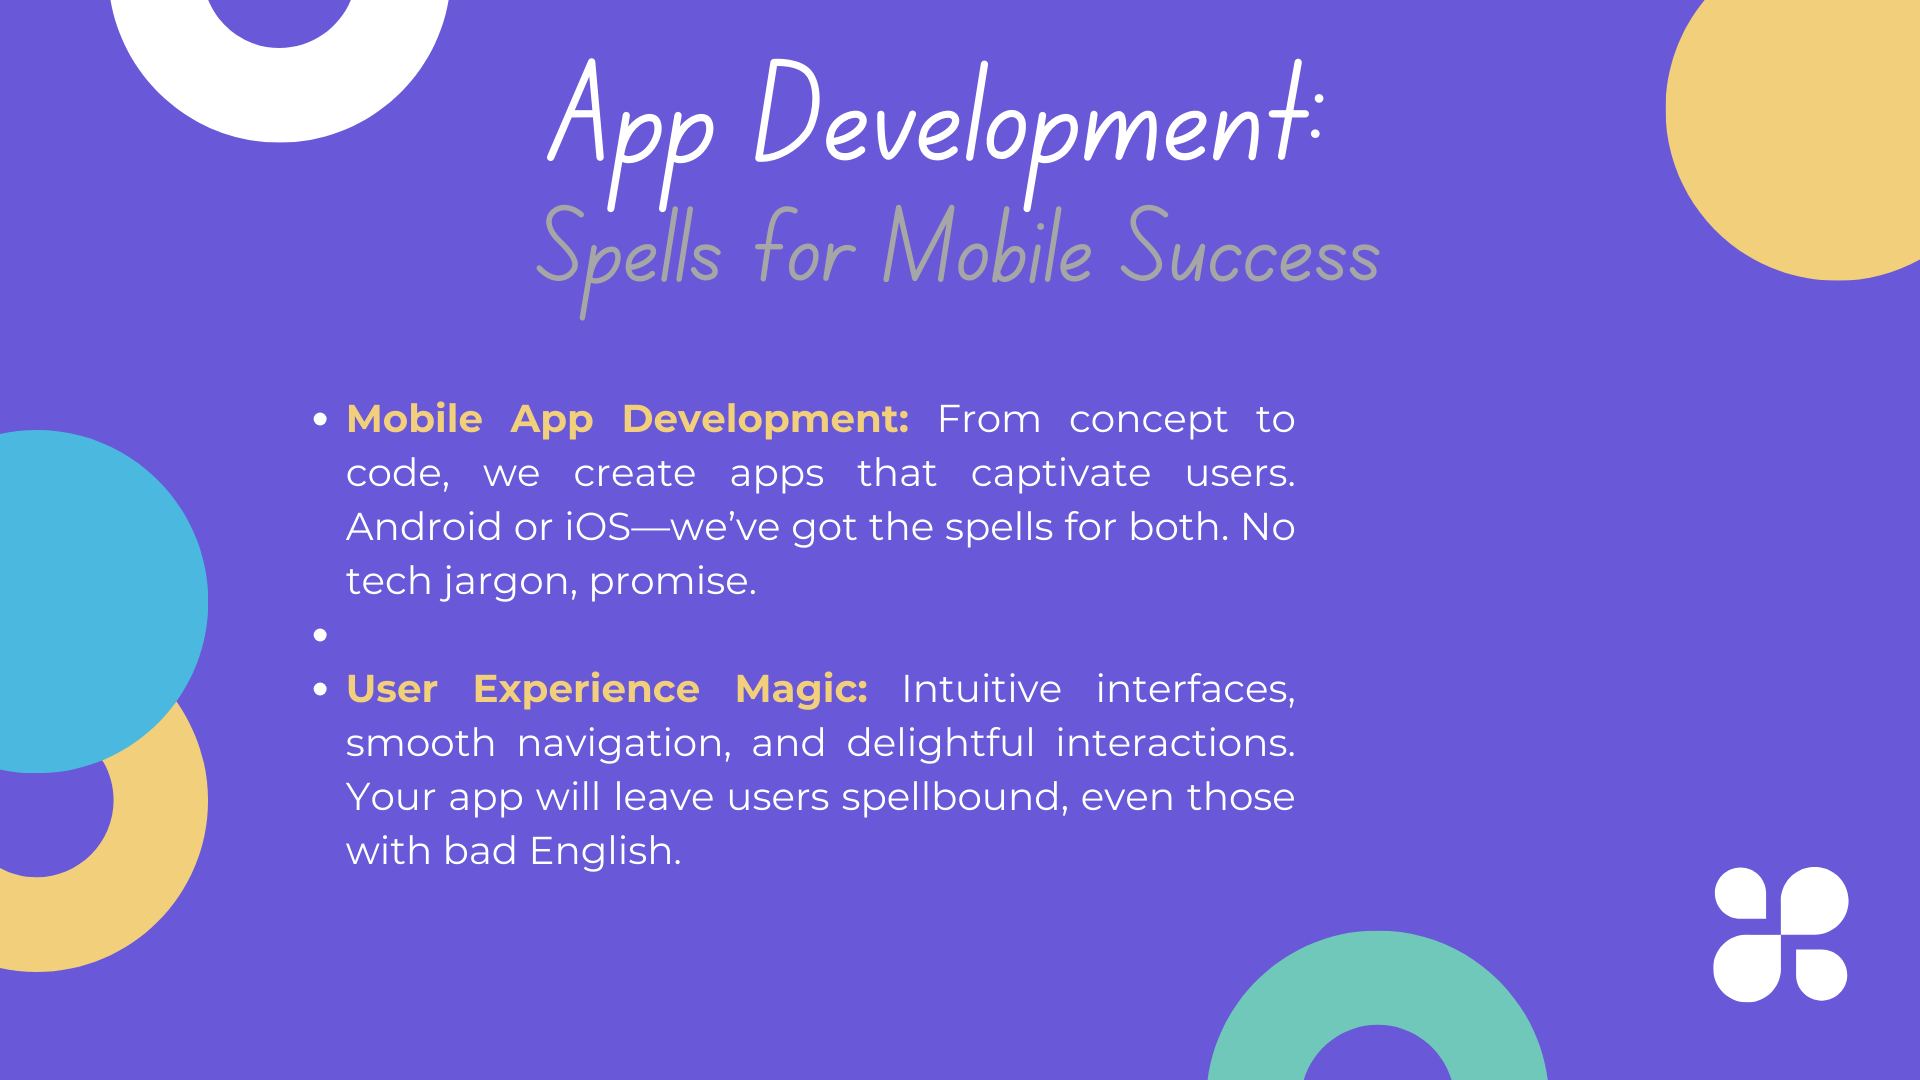 App Development:
Spells for Mobile Success
• Mobile App Development: From concept to
code, we create apps that captivate users.
Android or iOS—we’ve got the spells for both. No
tech jargon, promise.
•
• User Experience Magic: Intuitive interfaces,
smooth navigation, and delightful interactions.
Your app will leave users spellbound, even those
with bad English.